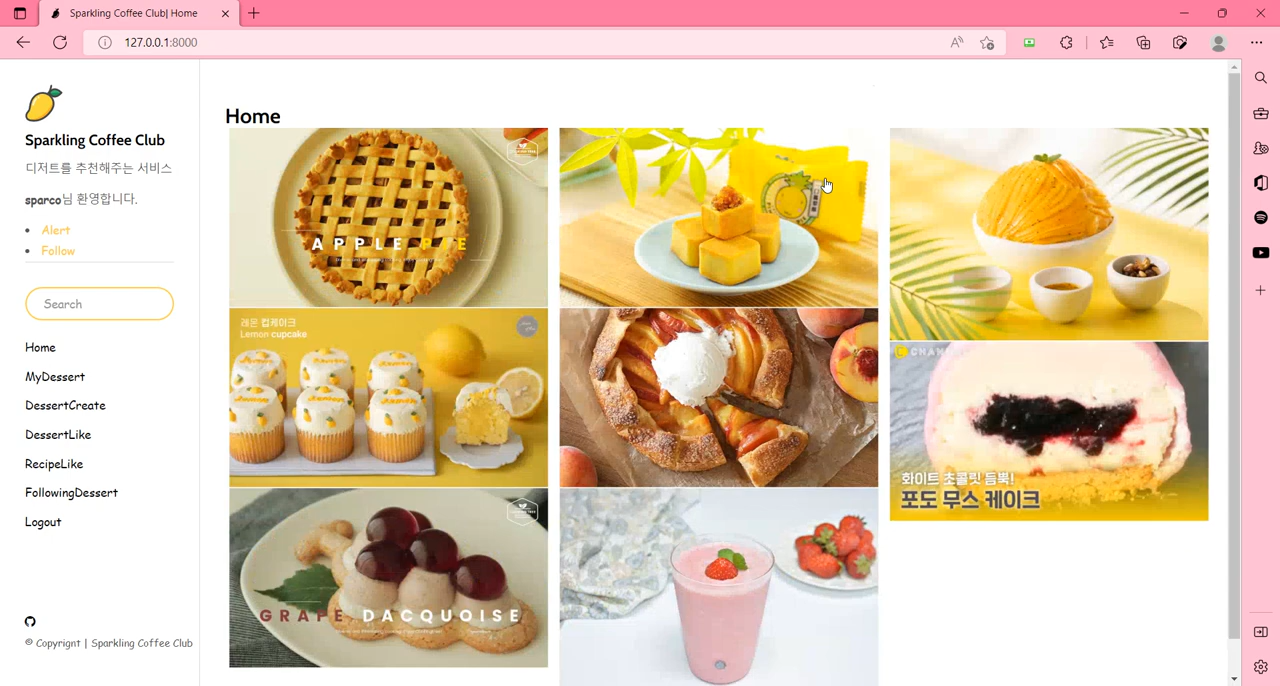 Sparkling Coffee Club| Home
127.0.0.1:8000
Sparkling Coffee Club
디저트를 추천해주는 서비스
sparco님 환영합니다.
Alert
Follow
Search
Home
MyDessert
DessertCreate
DessertLike
RecipeLike
FollowingDessert
Logout
© Copyright | Sparkling Coffee Club
Home
APPLE PIE
레몬 컵케이크
Lemon cupcake
화이트 초콜릿 듬뿍!
포도 무스 케이크
GRAPE DACQUOISE